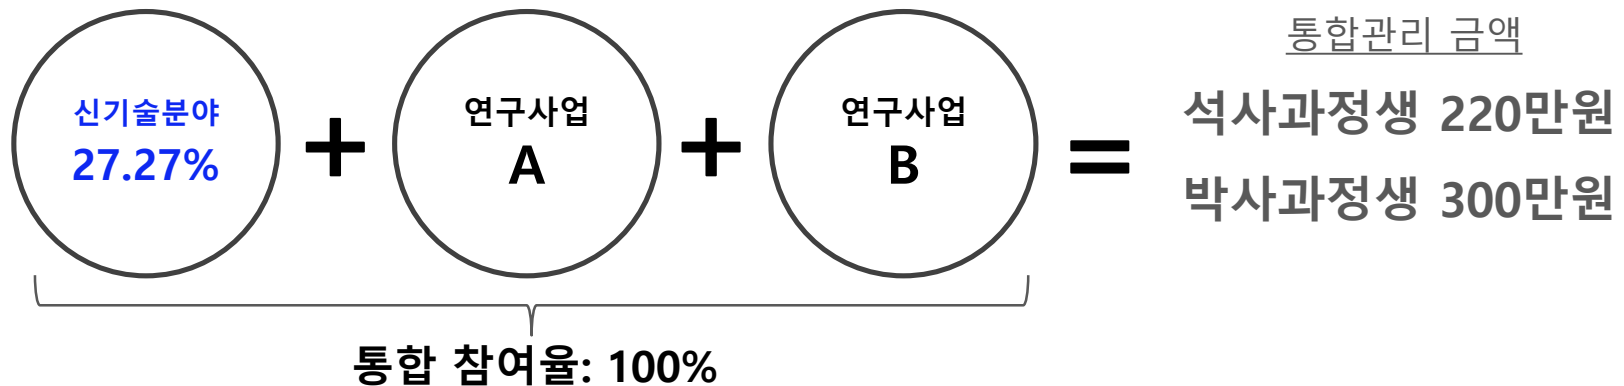 통합관리 금액
신기술분야
27.27%
+
연구사업
A
+
연구사업
B
=
석사과정생 220만원
박사과정생 300만원
통합 참여율: 100%